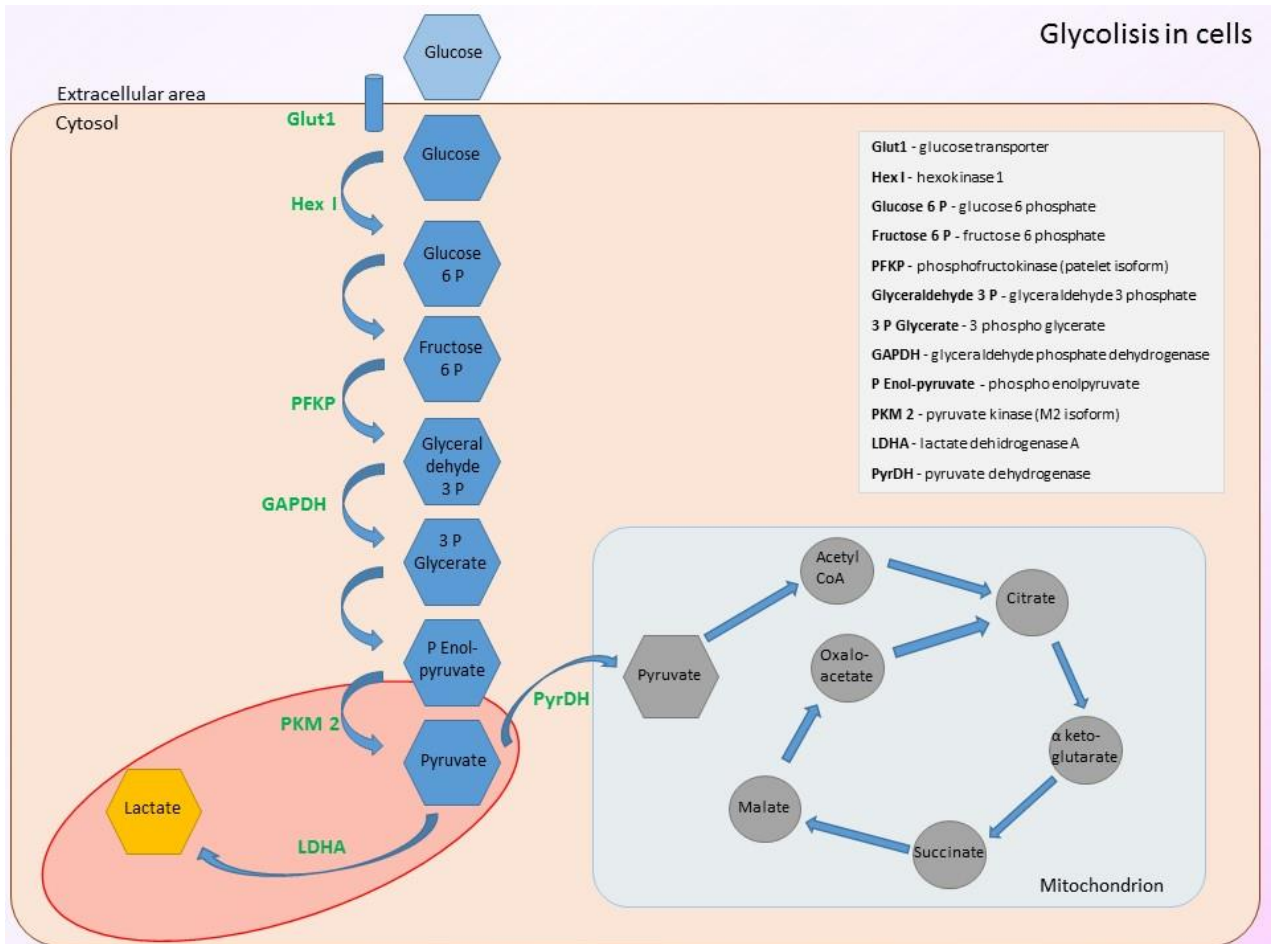 Glycolisis in cells
Glucose
Extracellular area
Cytosol
Glut1
Glucose
Hex I
Glucose
6 P
Fructose
6 P
PFKP
Glyceral
dehyde
3 P
GAPDH
3 P
Glycerate
P Enol-
pyruvate
PKM 2
Pyruvate
Lactate
LDHA
PyrDH
Glut1 - glucose transporter
Hex I - hexokinase 1
Glucose 6 P - glucose 6 phosphate
Fructose 6 P - fructose 6 phosphate
PFKP - phosphofructokinase (patelet isoform)
Glyceraldehyde 3 P - glyceraldehyde 3 phosphate
3 P Glycerate - 3 phospho glycerate
GAPDH - glyceraldehyde phosphate dehydrogenase
P Enol-pyruvate - phospho enolpyruvate
PKM 2 - pyruvate kinase (M2 isoform)
LDHA - lactate dehidrogenase A
PyrDH - pyruvate dehydrogenase
Pyruvate
Acetyl
CoA
Citrate
Oxalo-
acetate
α keto-
glutarate
Malate
Succinate
Mitochondrion